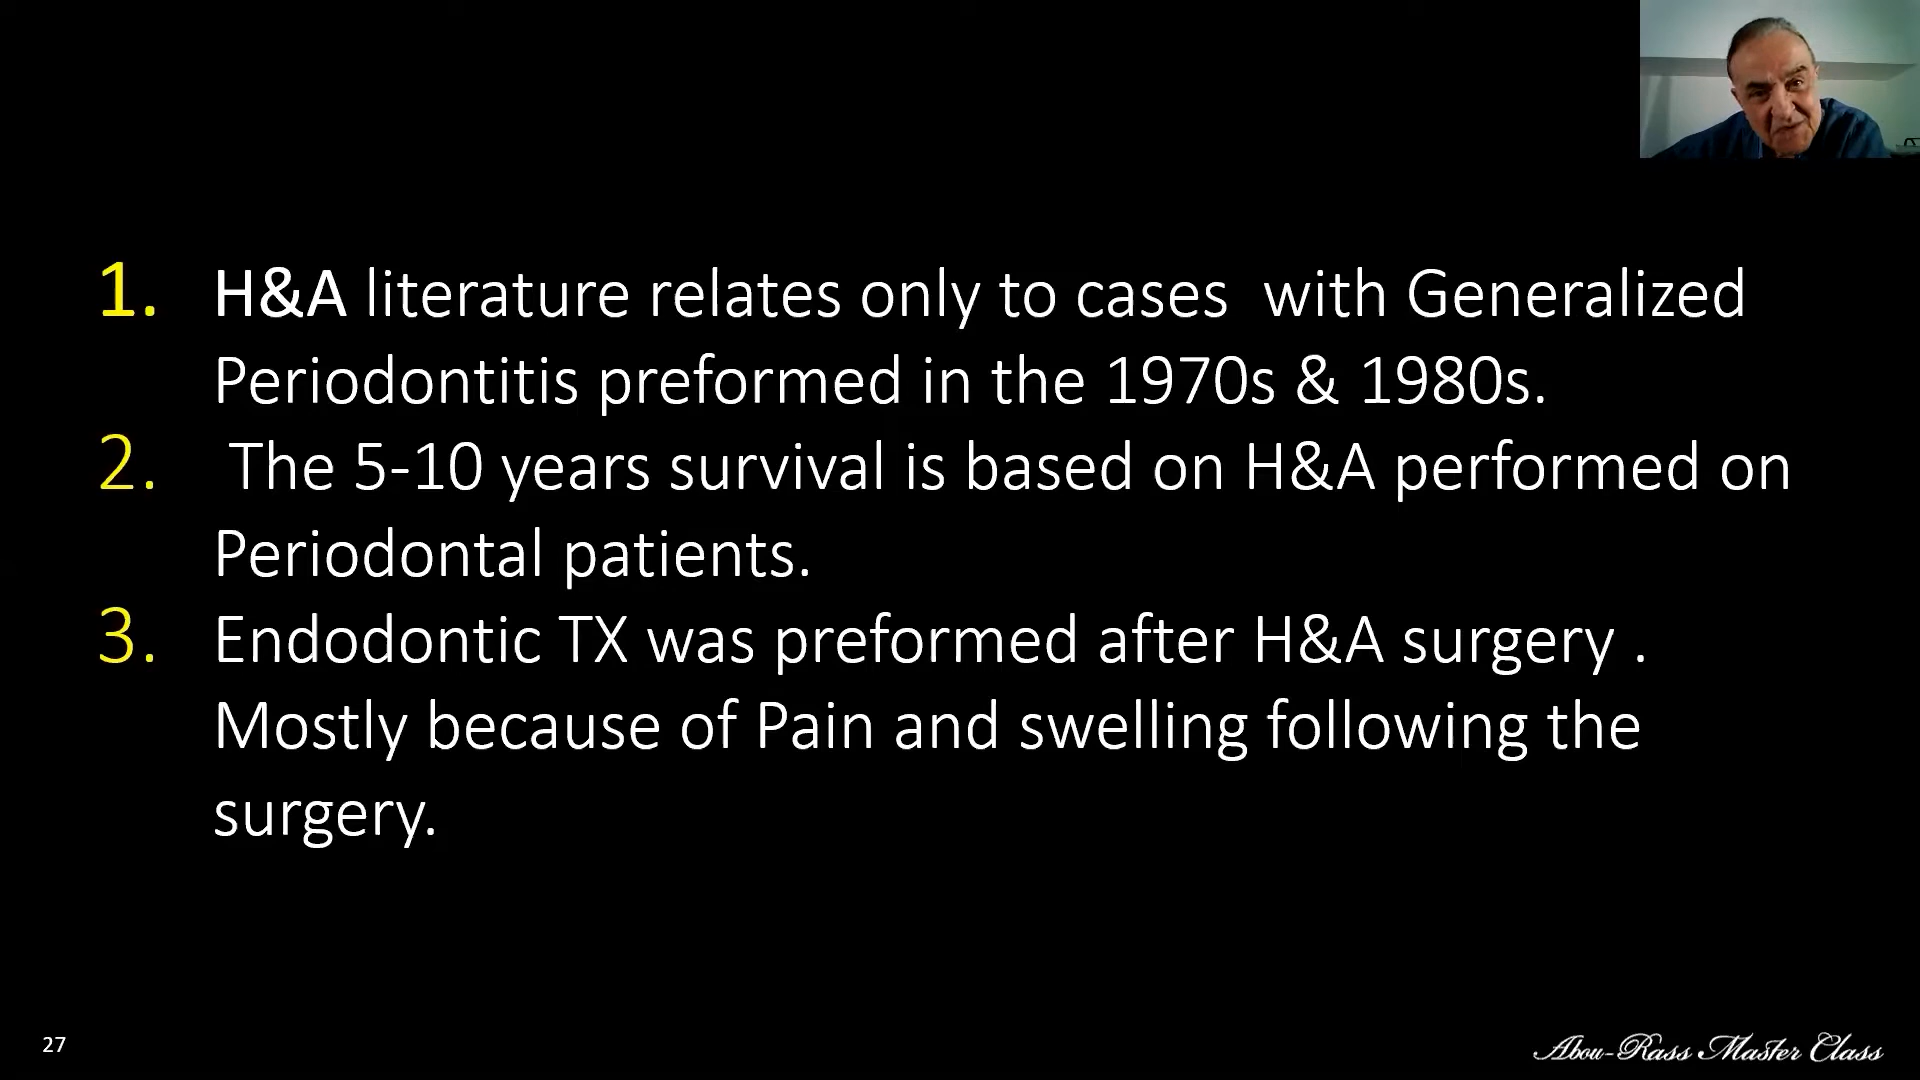 1. H&A literature relates only to cases with Generalized
Periodontitis preformed in the 1970s & 1980s.
2. The 5-10 years survival is based on H&A performed on
Periodontal patients.
3. Endodontic TX was preformed after H&A surgery .
Mostly because of Pain and swelling following the
surgery.
27
Abou-Rass Master Class